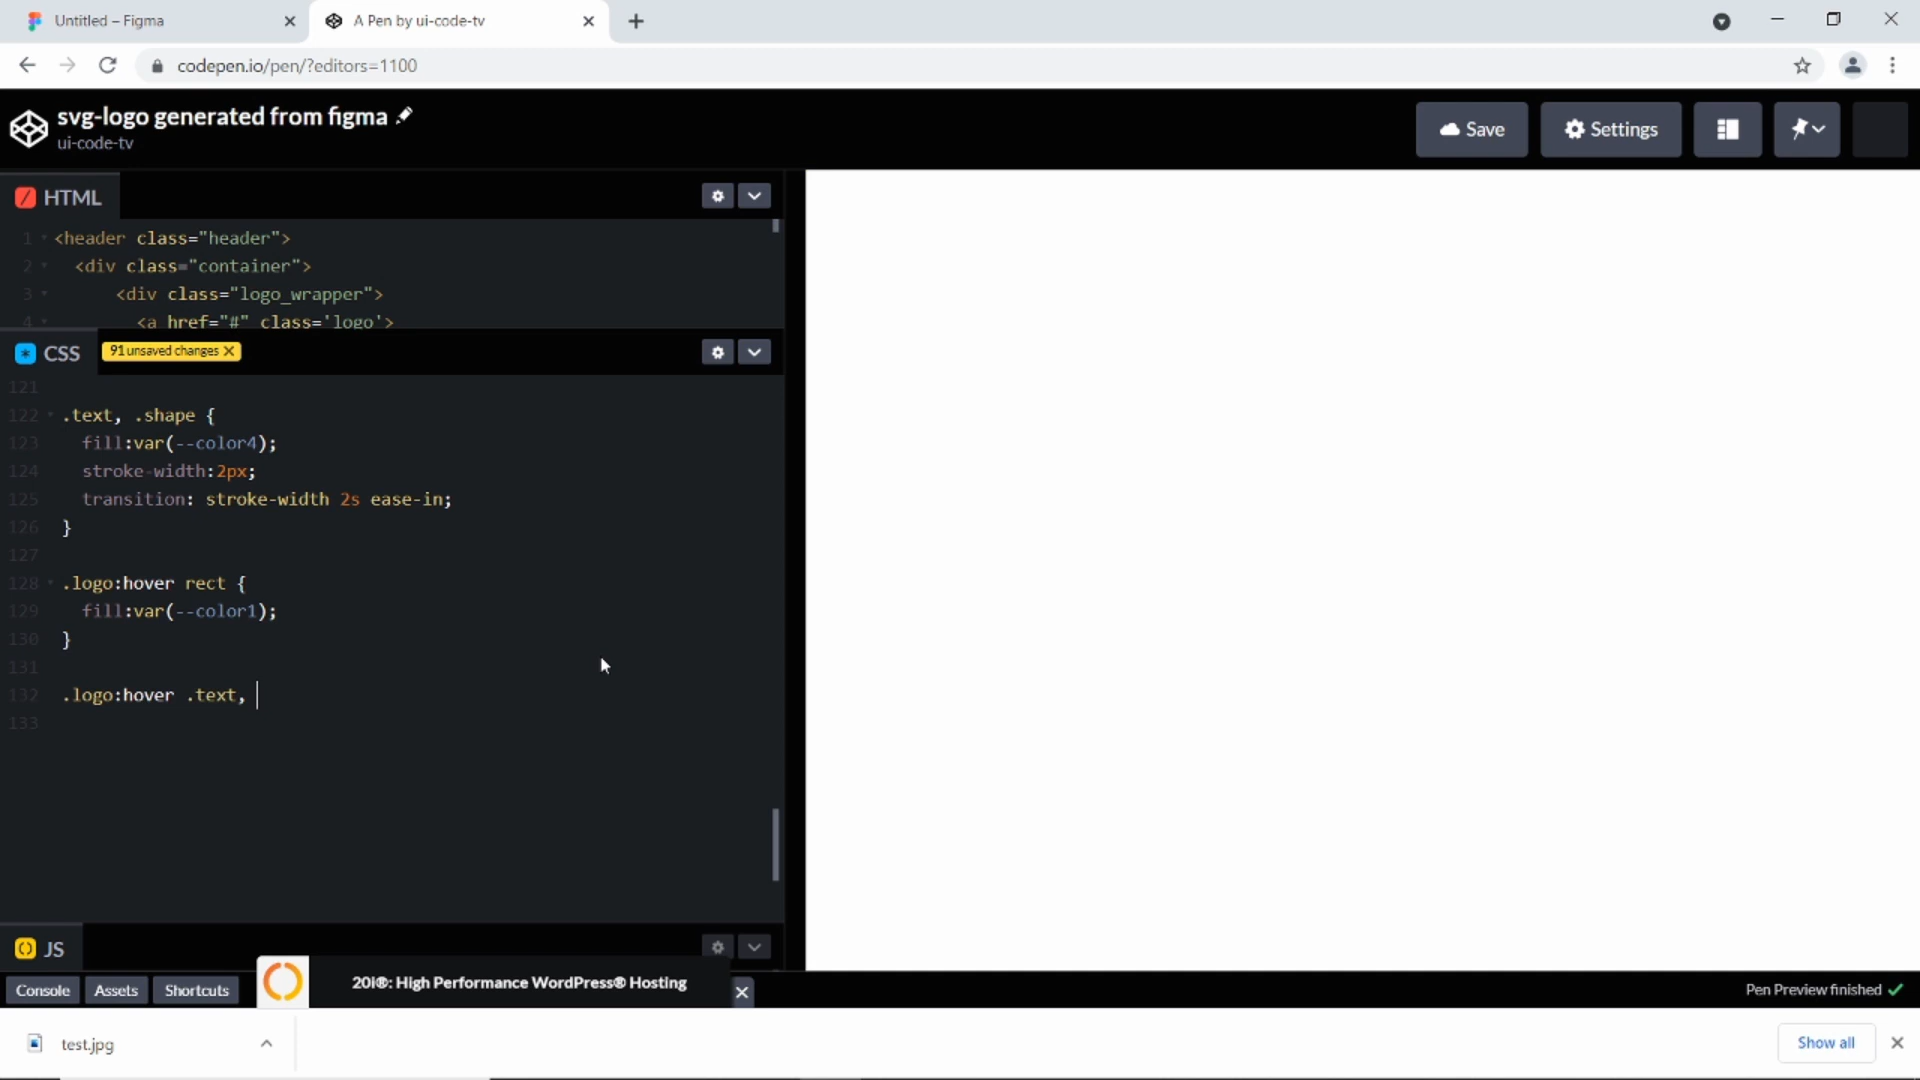 Untitled – Figma
A Pen by ui-code-tv
codepen.io/pen/?editors=1100
svg-logo generated from figma
ui-code-tv
Save
Settings
HTML
1 <header class="header">
2 <div class="container">
3 <div class="logo_wrapper">
4 <a href="#" class='logo'>
CSS
91 unsaved changes X
121
122 .text, .shape {
123 fill:var(--color4);
124 stroke-width:2px;
125 transition: stroke-width 2s ease-in;
126 }
127
128 .logo:hover rect {
129 fill:var(--color1);
130 }
131
132 .logo:hover .text,
133
JS
Console
Assets
Shortcuts
20i®: High Performance WordPress® Hosting
Pen Preview finished
test.jpg
Show all